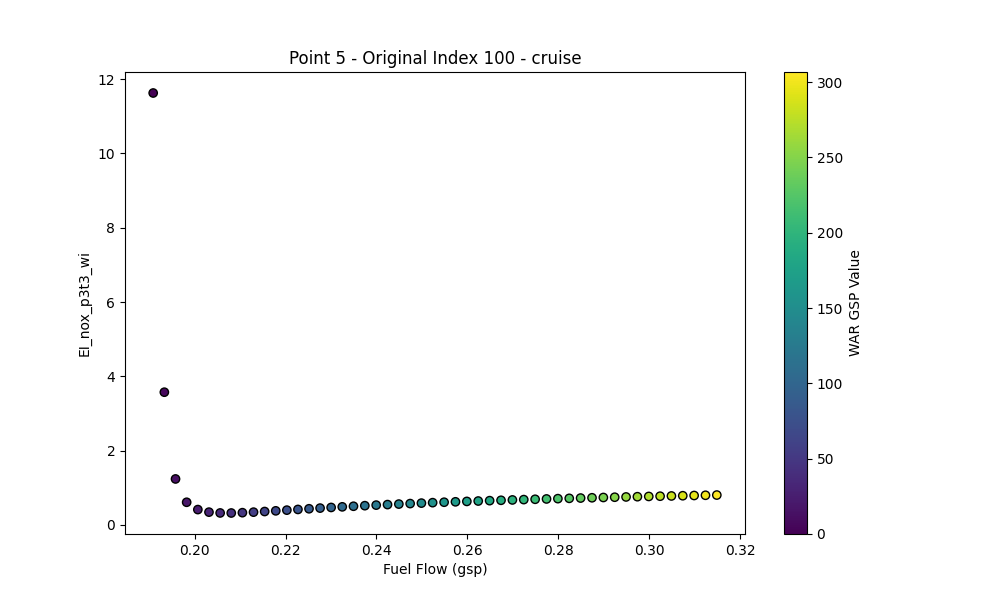 Point 5 - Original Index 100 - cruise
12
10
8
6
4
2
0
EI_nox_p3t3_wi
0.20 0.22 0.24 0.26 0.28 0.30 0.32
Fuel Flow (gsp)
300
250
200
150
100
50
0
WAR GSP Value